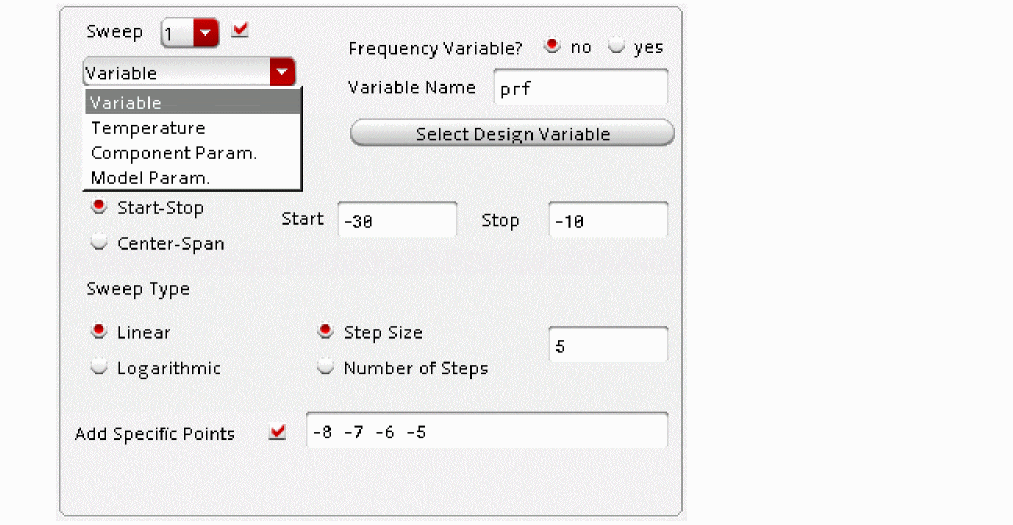 Sweep 1
Frequency Variable? no yes
Variable
Variable Name prf
Variable
Temperature
Component Param.
Model Param.
Select Design Variable
Start-Stop
Center-Span
Start -30 Stop -10
Sweep Type
Linear
Logarithmic
Step Size
Number of Steps
5
Add Specific Points -8 -7 -6 -5